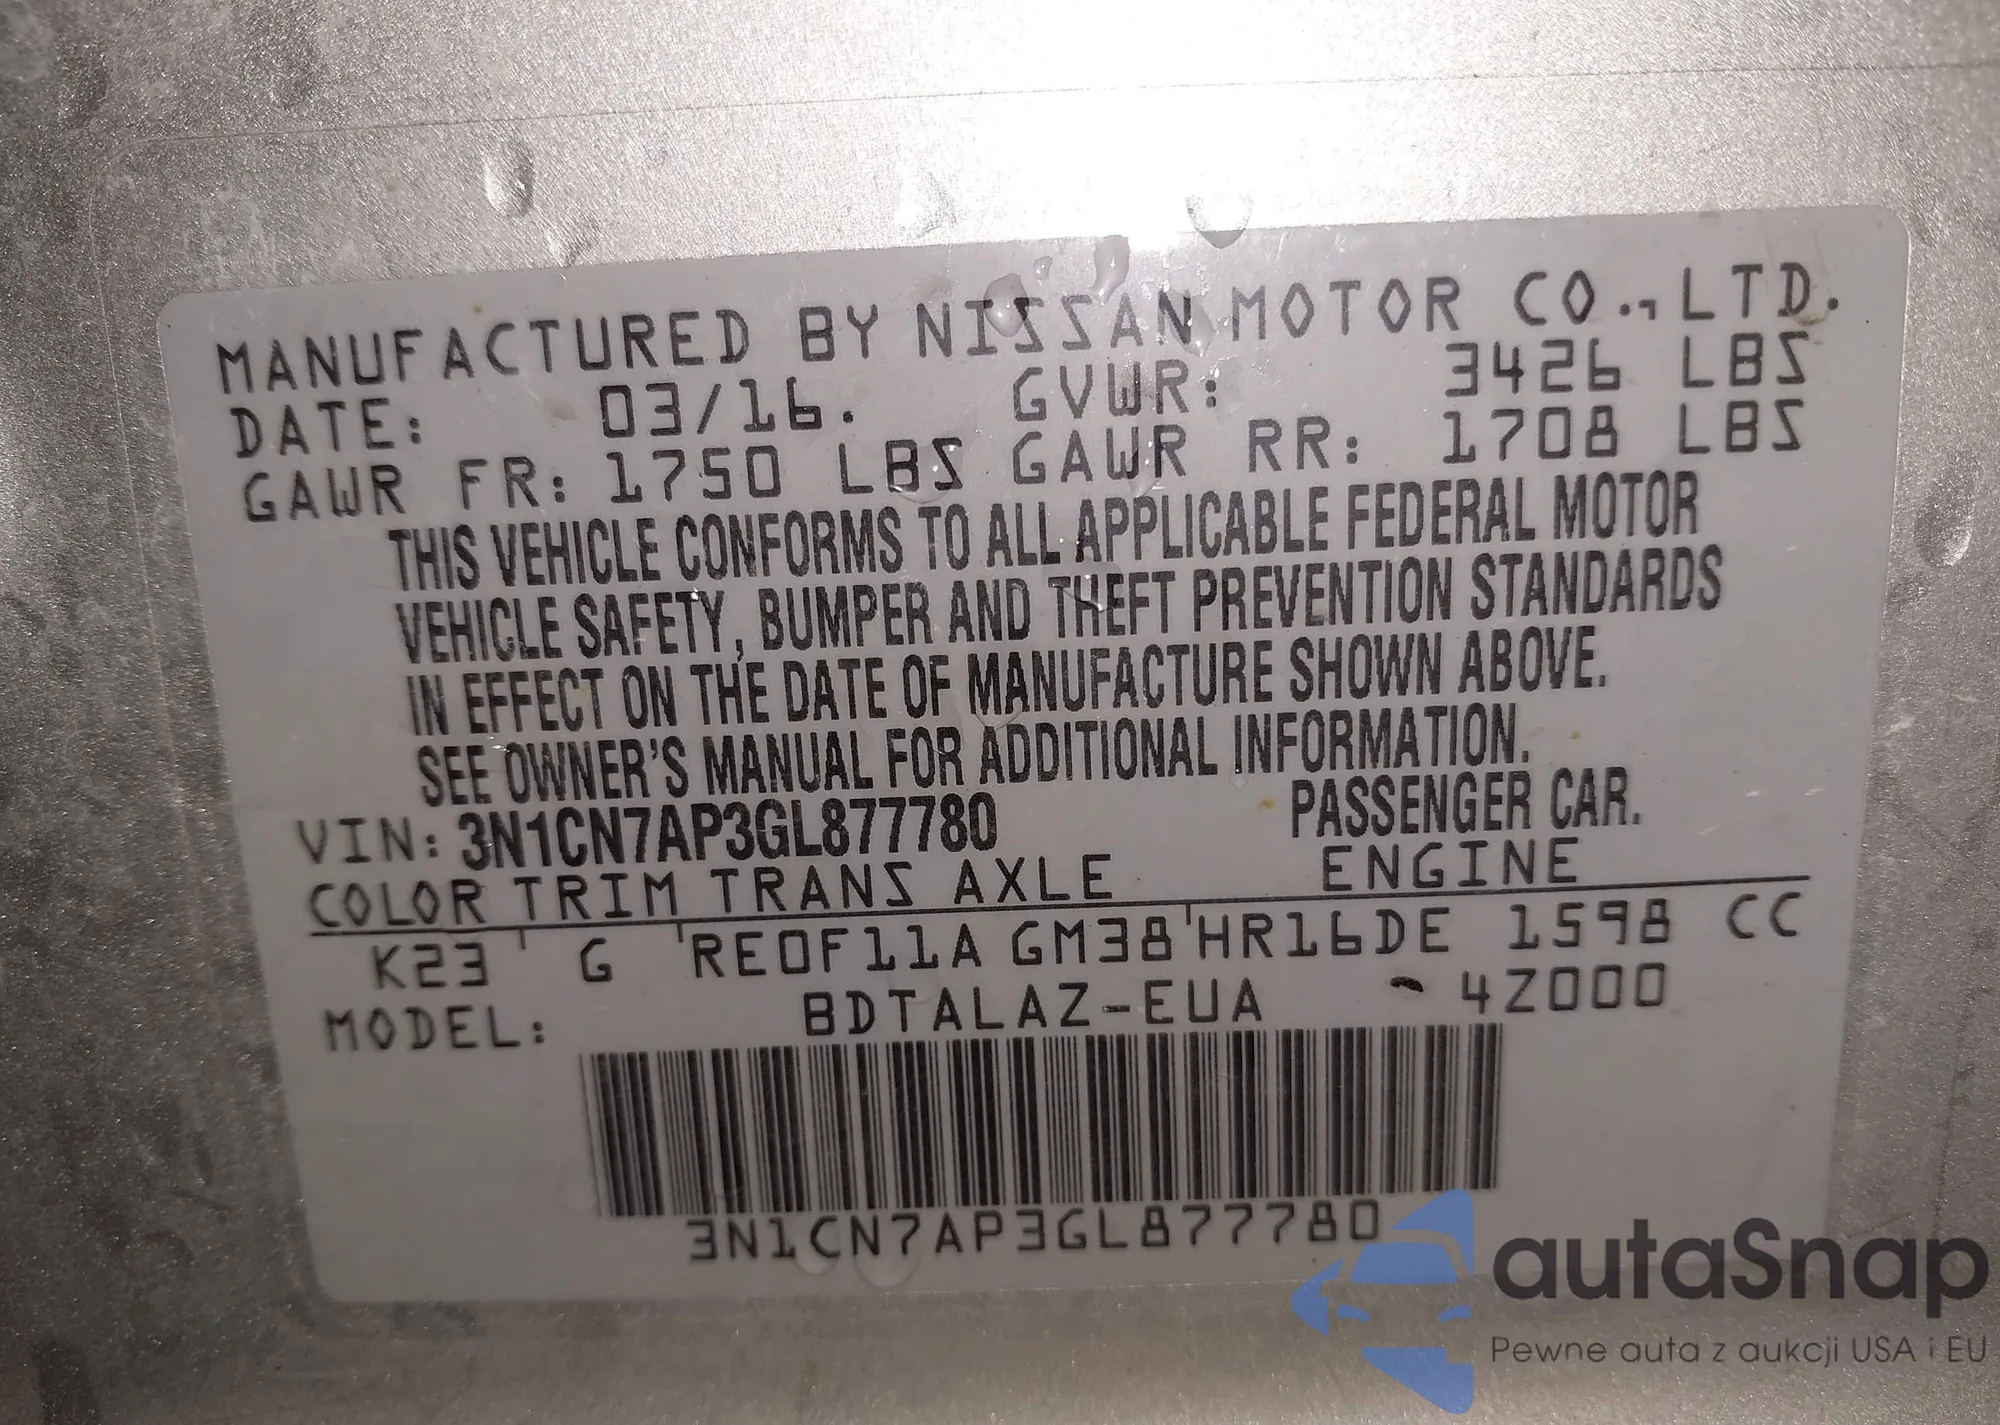 MANUFACTURED BY NISSAN MOTOR CO., LTD.
DATE: 03/16. GVWR: 3426 LBS
GAWR FR: 1750 LBS GAWR RR: 1708 LBS
THIS VEHICLE CONFORMS TO ALL APPLICABLE FEDERAL MOTOR
VEHICLE SAFETY, BUMPER AND THEFT PREVENTION STANDARDS
IN EFFECT ON THE DATE OF MANUFACTURE SHOWN ABOVE.
SEE OWNER'S MANUAL FOR ADDITIONAL INFORMATION.
VIN: 3N1CN7AP3GL877780 PASSENGER CAR.
COLOR TRIM TRANS AXLE ENGINE
K23 G RE0F11A GM38 HR16DE 1598 CC
MODEL: BDTALAZ-EUA - 4Z000
3N1CN7AP3GL877780
autaSnap
Pewne auta z aukcji USA i EU